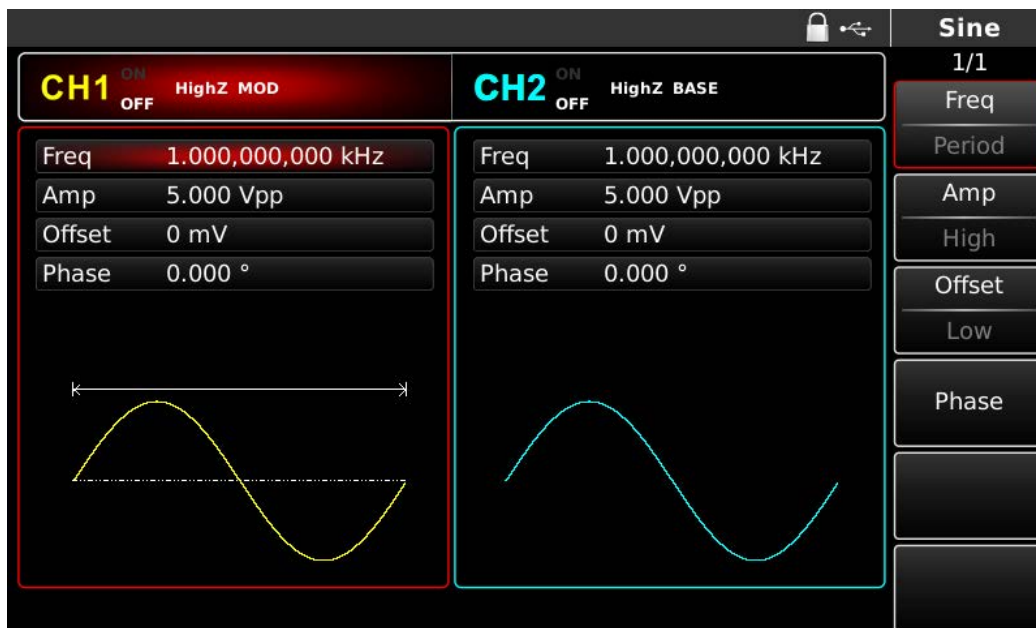 Sine
1/1
CH1 ON OFF HighZ MOD
CH2 ON OFF HighZ BASE
Freq 1.000,000,000 kHz
Amp 5.000 Vpp
Offset 0 mV
Phase 0.000 °
Freq 1.000,000,000 kHz
Amp 5.000 Vpp
Offset 0 mV
Phase 0.000 °
Freq
Period
Amp
High
Offset
Low
Phase